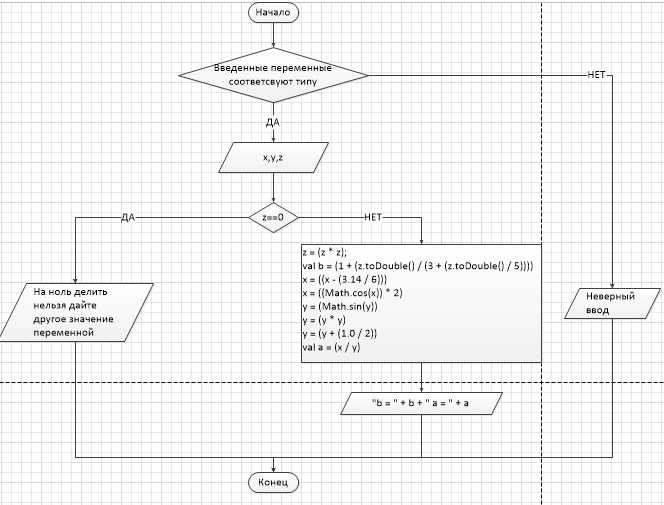 Начало
Введенные переменные
соответсвуют типу
НЕТ
ДА
x,y,z
z==0
ДА
НЕТ
z = (z * z);
val b = (1 + (z.toDouble() / (3 + (z.toDouble() / 5))))
x = ((x - (3.14 / 6)))
x = ((Math.cos(x)) * 2)
y = (Math.sin(y))
y = (y * y)
y = (y + (1.0 / 2))
val a = (x / y)
На ноль делить
нельзя дайте
другое значение
переменной
Неверный
ввод
"b = " + b + " a = " + a
Конец